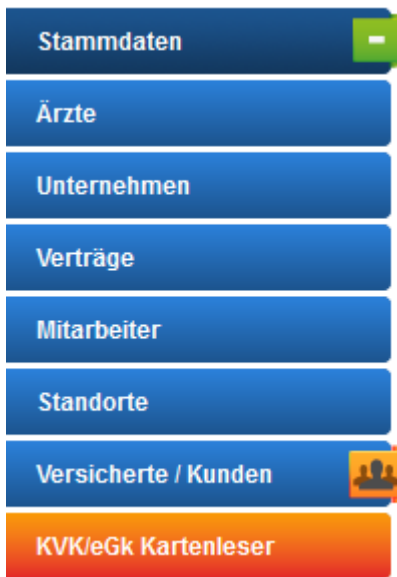 Stammdaten
Ärzte
Unternehmen
Verträge
Mitarbeiter
Standorte
Versicherte / Kunden
KVK/eGk Kartenleser